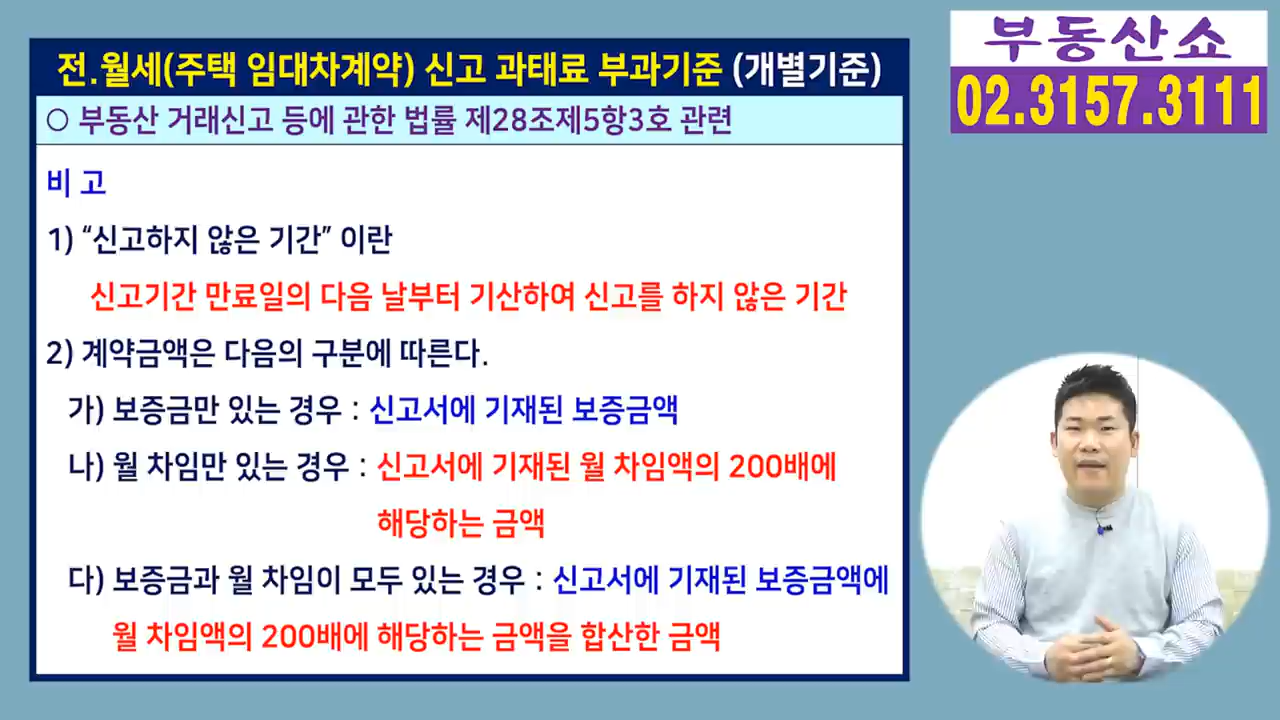 전.월세(주택 임대차계약) 신고 과태료 부과기준 (개별기준)
○ 부동산 거래신고 등에 관한 법률 제28조제5항3호 관련
비 고
1) “신고하지 않은 기간” 이란
신고기간 만료일의 다음 날부터 기산하여 신고를 하지 않은 기간
2) 계약금액은 다음의 구분에 따른다.
가) 보증금만 있는 경우 : 신고서에 기재된 보증금액
나) 월 차임만 있는 경우 : 신고서에 기재된 월 차임액의 200배에
해당하는 금액
다) 보증금과 월 차임이 모두 있는 경우 : 신고서에 기재된 보증금액에
월 차임액의 200배에 해당하는 금액을 합산한 금액
부동산쇼
02.3157.3111